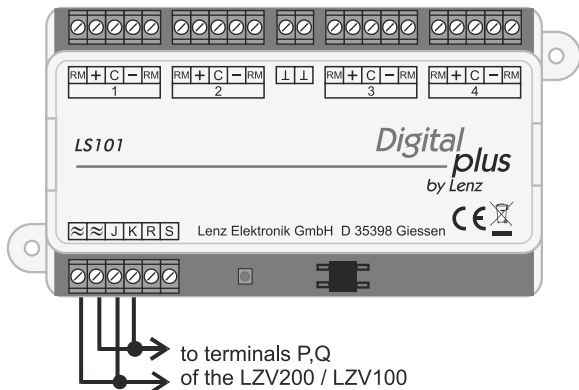 RM + C − RM RM + C − RM ⊥ ⊥ RM + C − RM RM + C − RM
1 2 3 4
LS101
Digital
plus
by Lenz
≈ ≈ J K R S Lenz Elektronik GmbH D 35398 Giessen CE
to terminals P,Q
of the LZV200 / LZV100